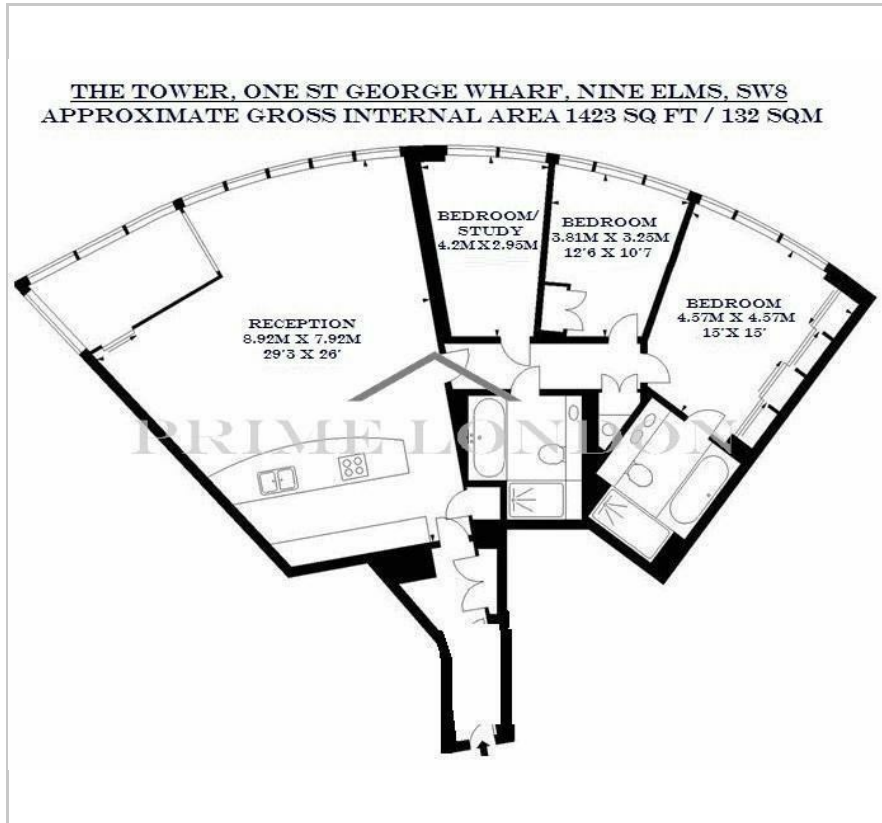 THE TOWER, ONE ST GEORGE WHARF, NINE ELMS, SW8
APPROXIMATE GROSS INTERNAL AREA 1423 SQ FT / 132 SQM
BEDROOM/
STUDY
4.2M X 2.95M
BEDROOM
3.81M X 3.25M
12'6 X 10'7
BEDROOM
4.57M X 4.57M
15' X 15'
RECEPTION
8.92M X 7.92M
29'3 X 26'
PRIME LONDON